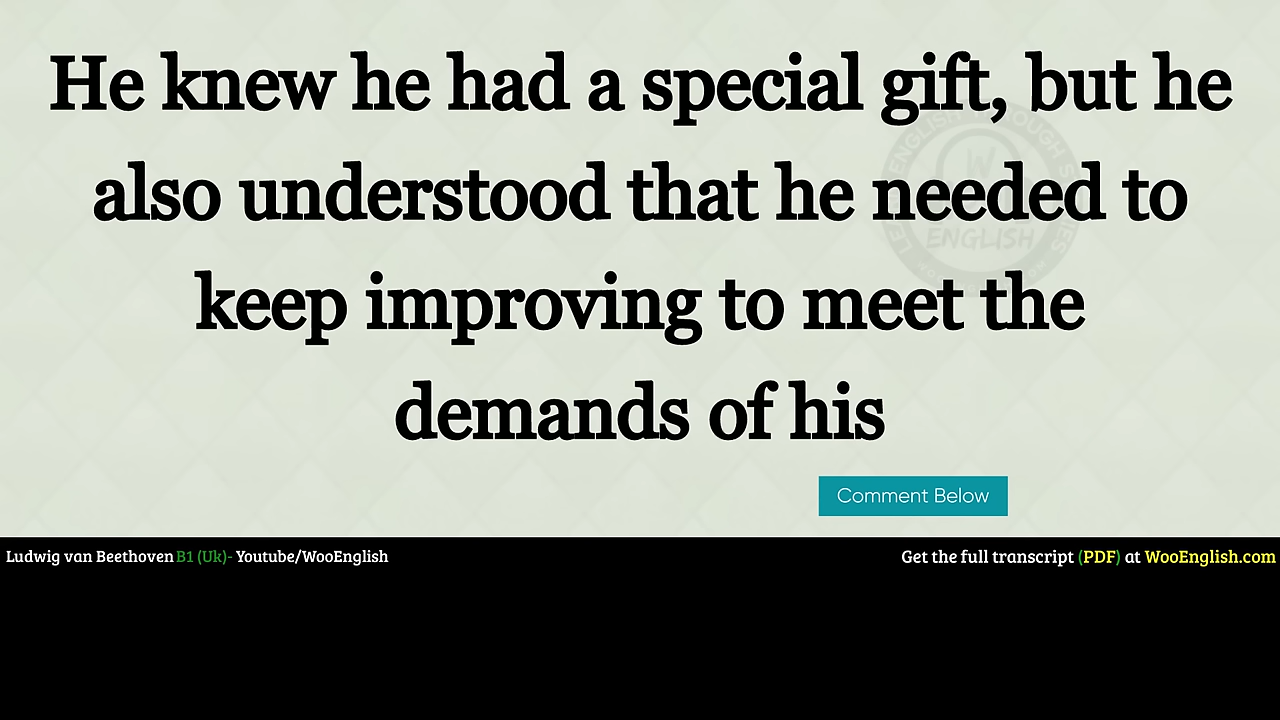 He knew he had a special gift, but he
also understood that he needed to
keep improving to meet the
demands of his
ENGLISH
Comment Below
Ludwig van Beethoven B1 (Uk)- Youtube/WooEnglish
Get the full transcript (PDF) at WooEnglish.com